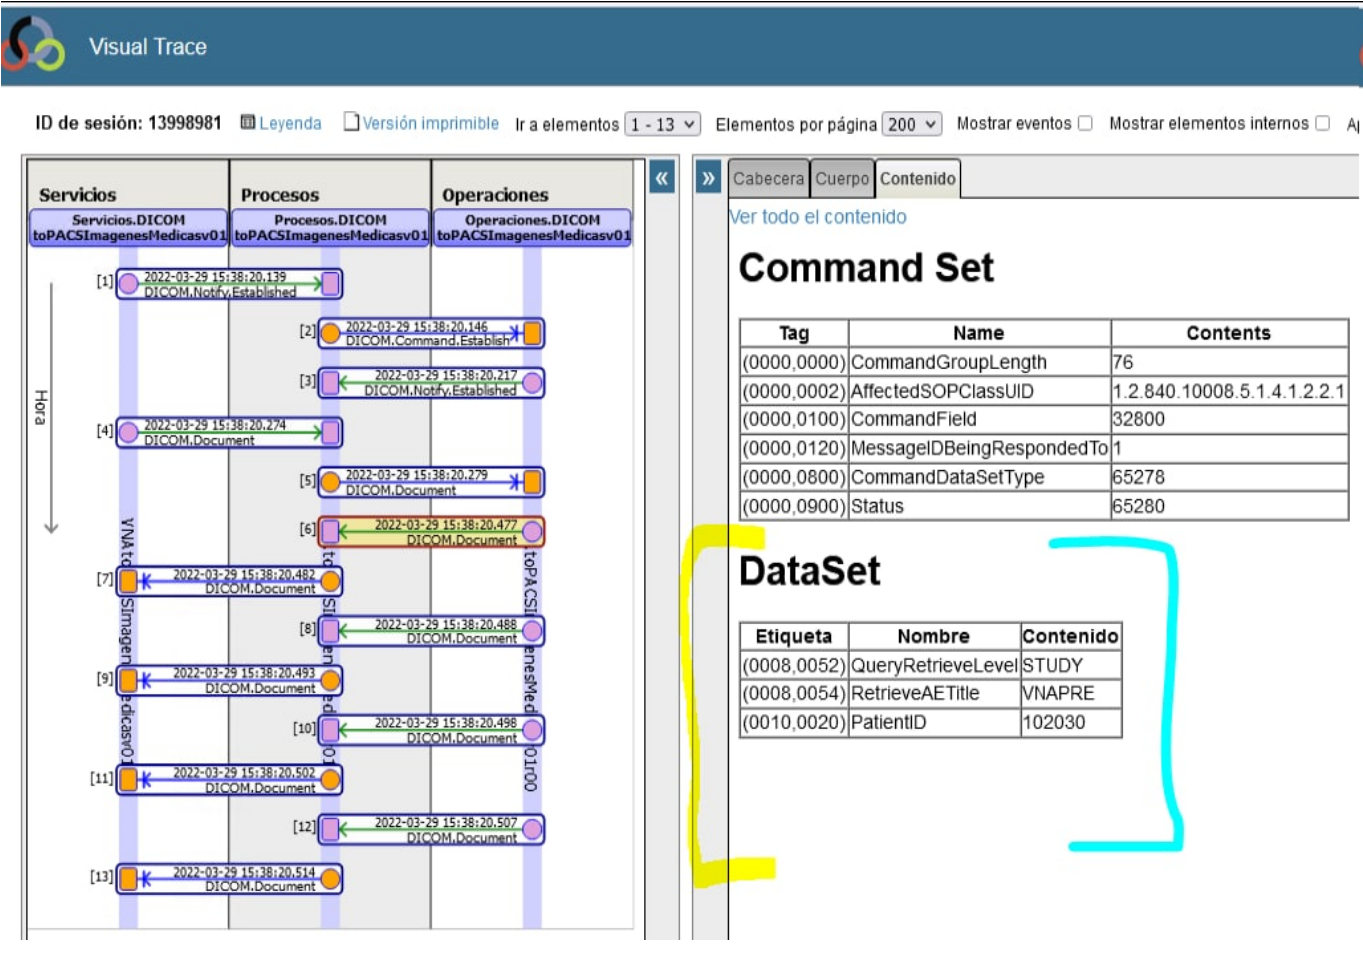 Visual Trace
ID de sesión: 13998981 Leyenda Versión imprimible Ir a elementos 1 - 13 Elementos por página 200 Mostrar eventos Mostrar elementos internos
Servicios Procesos Operaciones
Servicios.DICOM Procesos.DICOM Operaciones.DICOM
toPACSImagenesMedicasv01 toPACSImagenesMedicasv01 toPACSImagenesMedicasv01
Hora
[1] 2022-03-29 15:38:20.139
DICOM.Notify.Established
[2] 2022-03-29 15:38:20.146
DICOM.Command.Establish
[3] 2022-03-29 15:38:20.217
DICOM.Notify.Established
[4] 2022-03-29 15:38:20.274
DICOM.Document
[5] 2022-03-29 15:38:20.279
DICOM.Document
[6] 2022-03-29 15:38:20.477
DICOM.Document
[7] 2022-03-29 15:38:20.482
DICOM.Document
[8] 2022-03-29 15:38:20.488
DICOM.Document
[9] 2022-03-29 15:38:20.493
DICOM.Document
[10] 2022-03-29 15:38:20.498
DICOM.Document
[11] 2022-03-29 15:38:20.502
DICOM.Document
[12] 2022-03-29 15:38:20.507
DICOM.Document
[13] 2022-03-29 15:38:20.514
DICOM.Document
« »
Cabecera Cuerpo Contenido
Ver todo el contenido
Command Set
Tag Name Contents
(0000,0000) CommandGroupLength 76
(0000,0002) AffectedSOPClassUID 1.2.840.10008.5.1.4.1.2.2.1
(0000,0100) CommandField 32800
(0000,0120) MessageIDBeingRespondedTo 1
(0000,0800) CommandDataSetType 65278
(0000,0900) Status 65280
DataSet
Etiqueta Nombre Contenido
(0008,0052) QueryRetrieveLevel STUDY
(0008,0054) RetrieveAETitle VNAPRE
(0010,0020) PatientID 102030